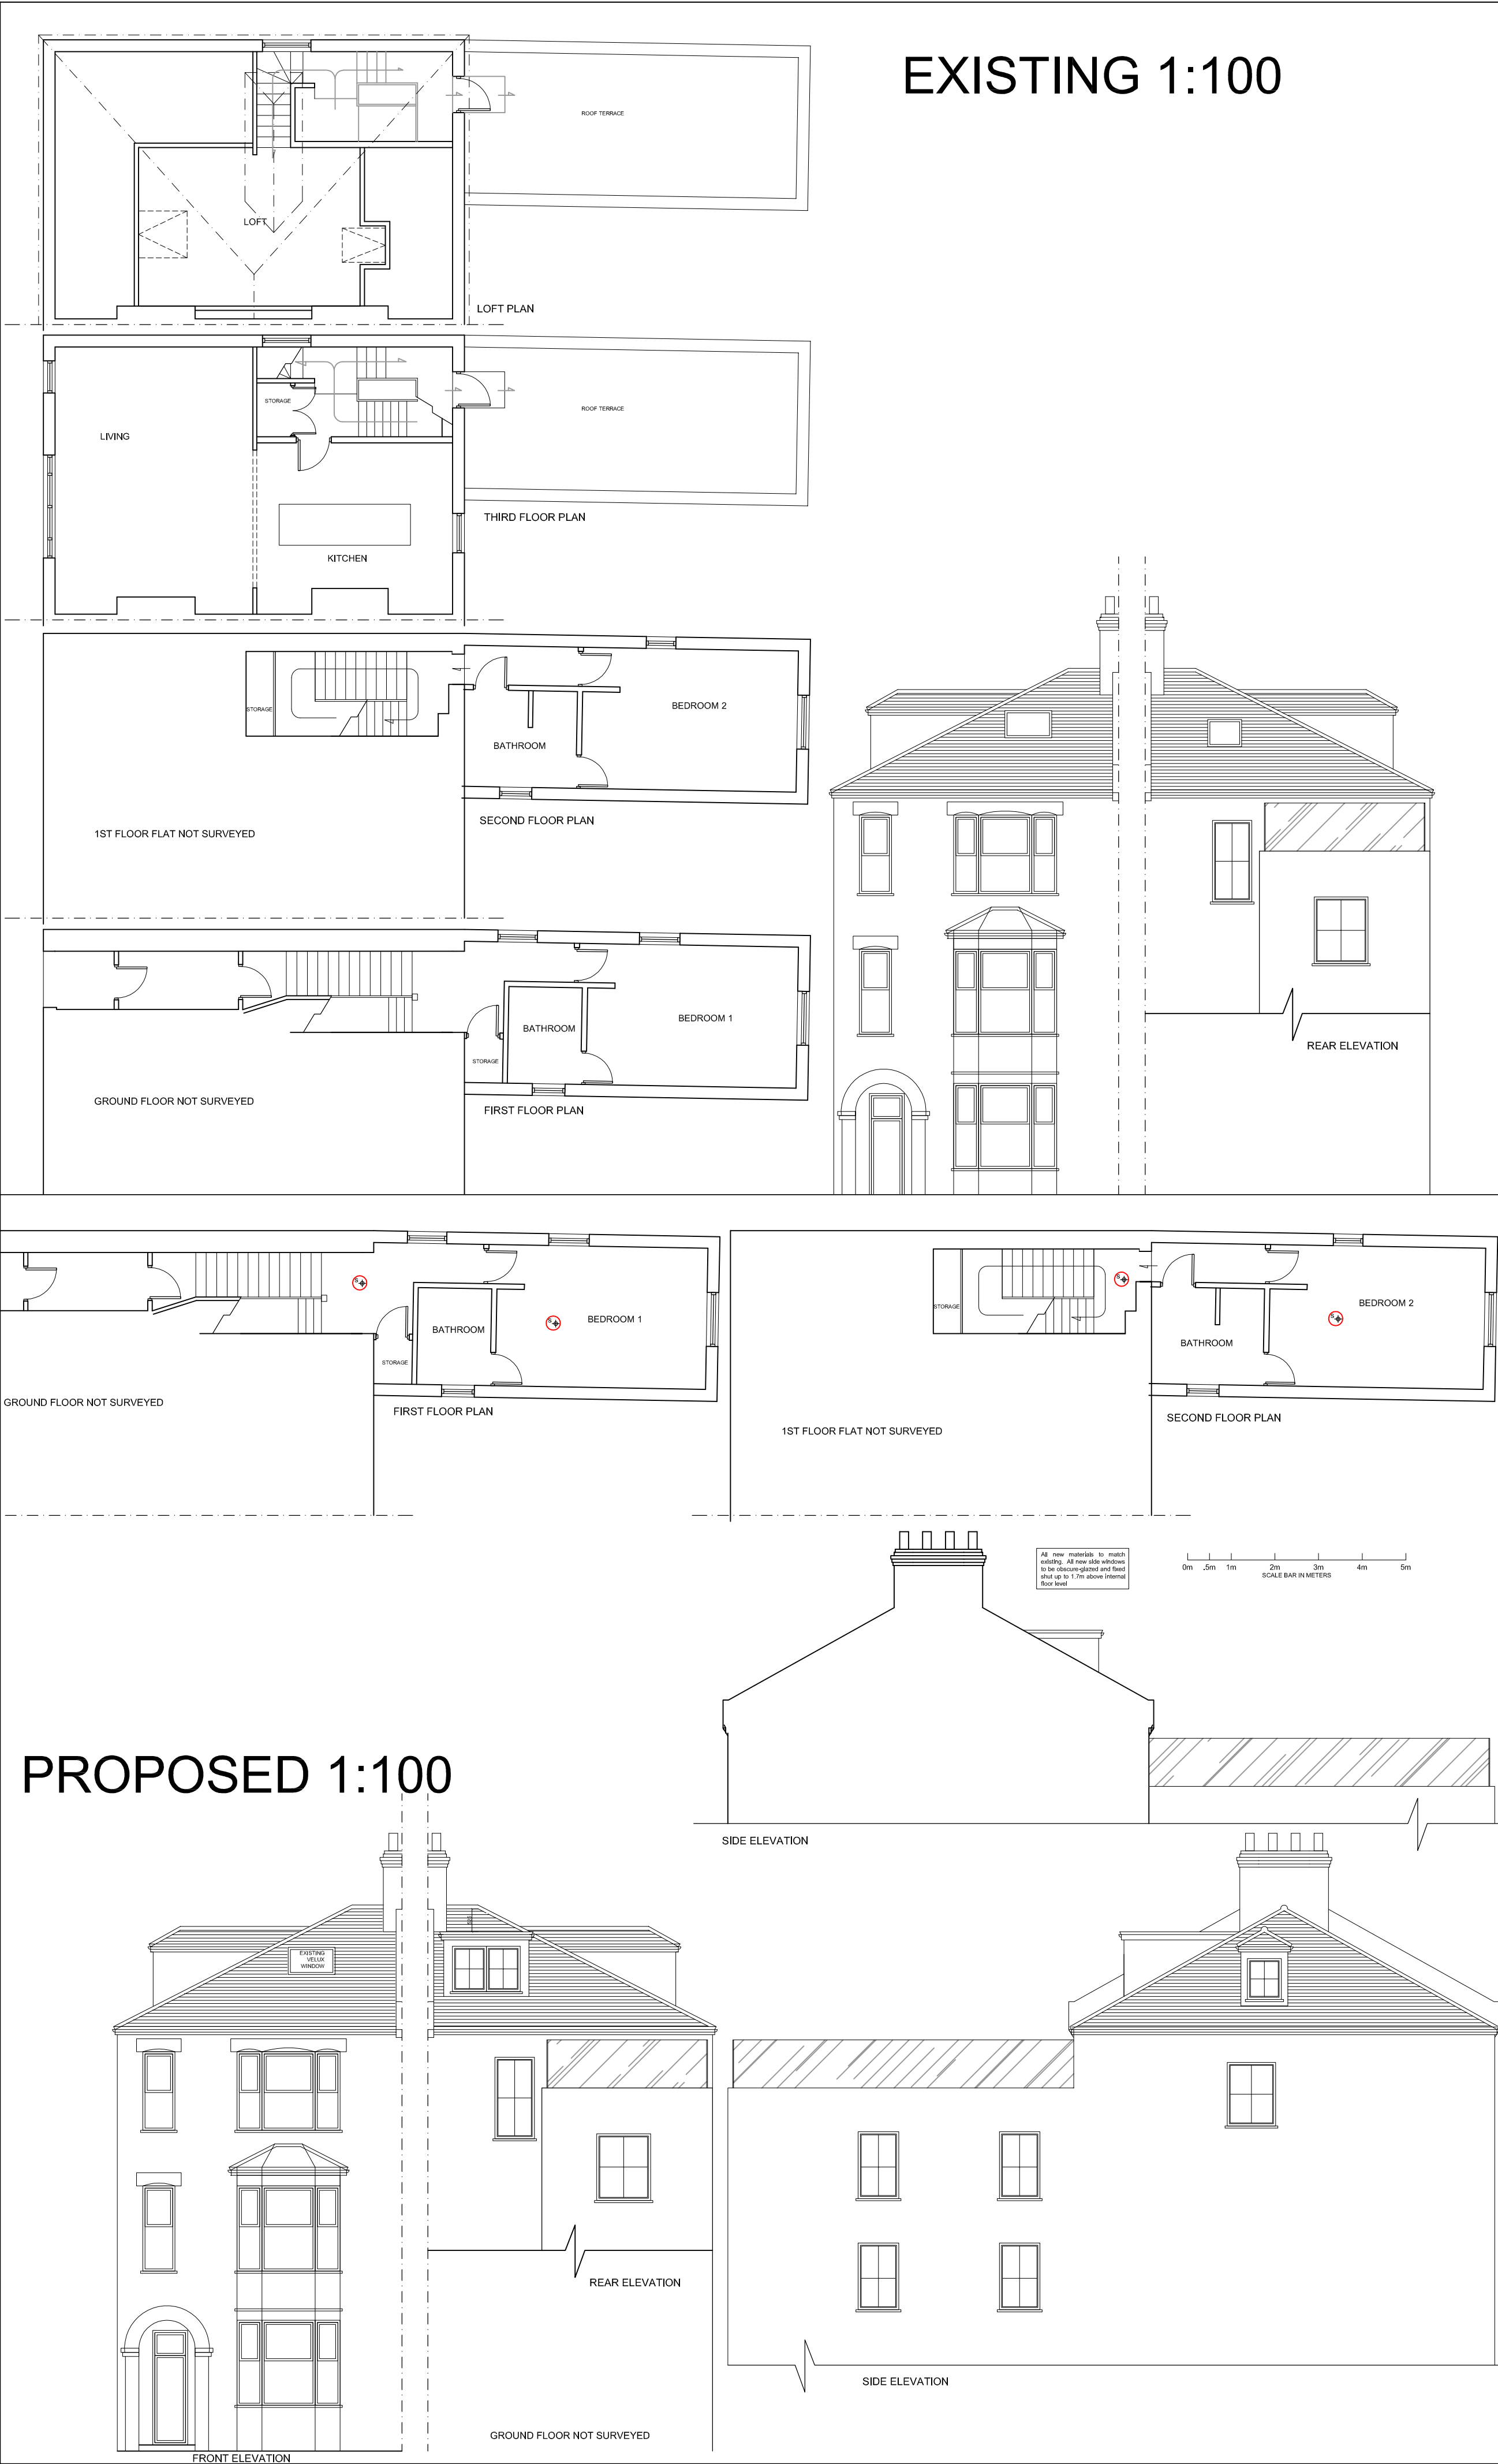 EXISTING 1:100
ROOF TERRACE
LOFT
LOFT PLAN
STORAGE
ROOF TERRACE
LIVING
THIRD FLOOR PLAN
KITCHEN
BEDROOM 2
STORAGE
BATHROOM
SECOND FLOOR PLAN
1ST FLOOR FLAT NOT SURVEYED
BEDROOM 1
BATHROOM
REAR ELEVATION
STORAGE
GROUND FLOOR NOT SURVEYED
FIRST FLOOR PLAN
S
S
BEDROOM 2
STORAGE
BEDROOM 1
S
S
BATHROOM
BATHROOM
STORAGE
GROUND FLOOR NOT SURVEYED
FIRST FLOOR PLAN
SECOND FLOOR PLAN
1ST FLOOR FLAT NOT SURVEYED
All new materials to match
existing. All new side windows
to be obscure-glazed and fixed
shut up to 1.7m above internal
floor level
0m .5m 1m 2m 3m 4m 5m
SCALE BAR IN METERS
PROPOSED 1:100
SIDE ELEVATION
EXISTING
VELUX
WINDOW
REAR ELEVATION
SIDE ELEVATION
GROUND FLOOR NOT SURVEYED
FRONT ELEVATION